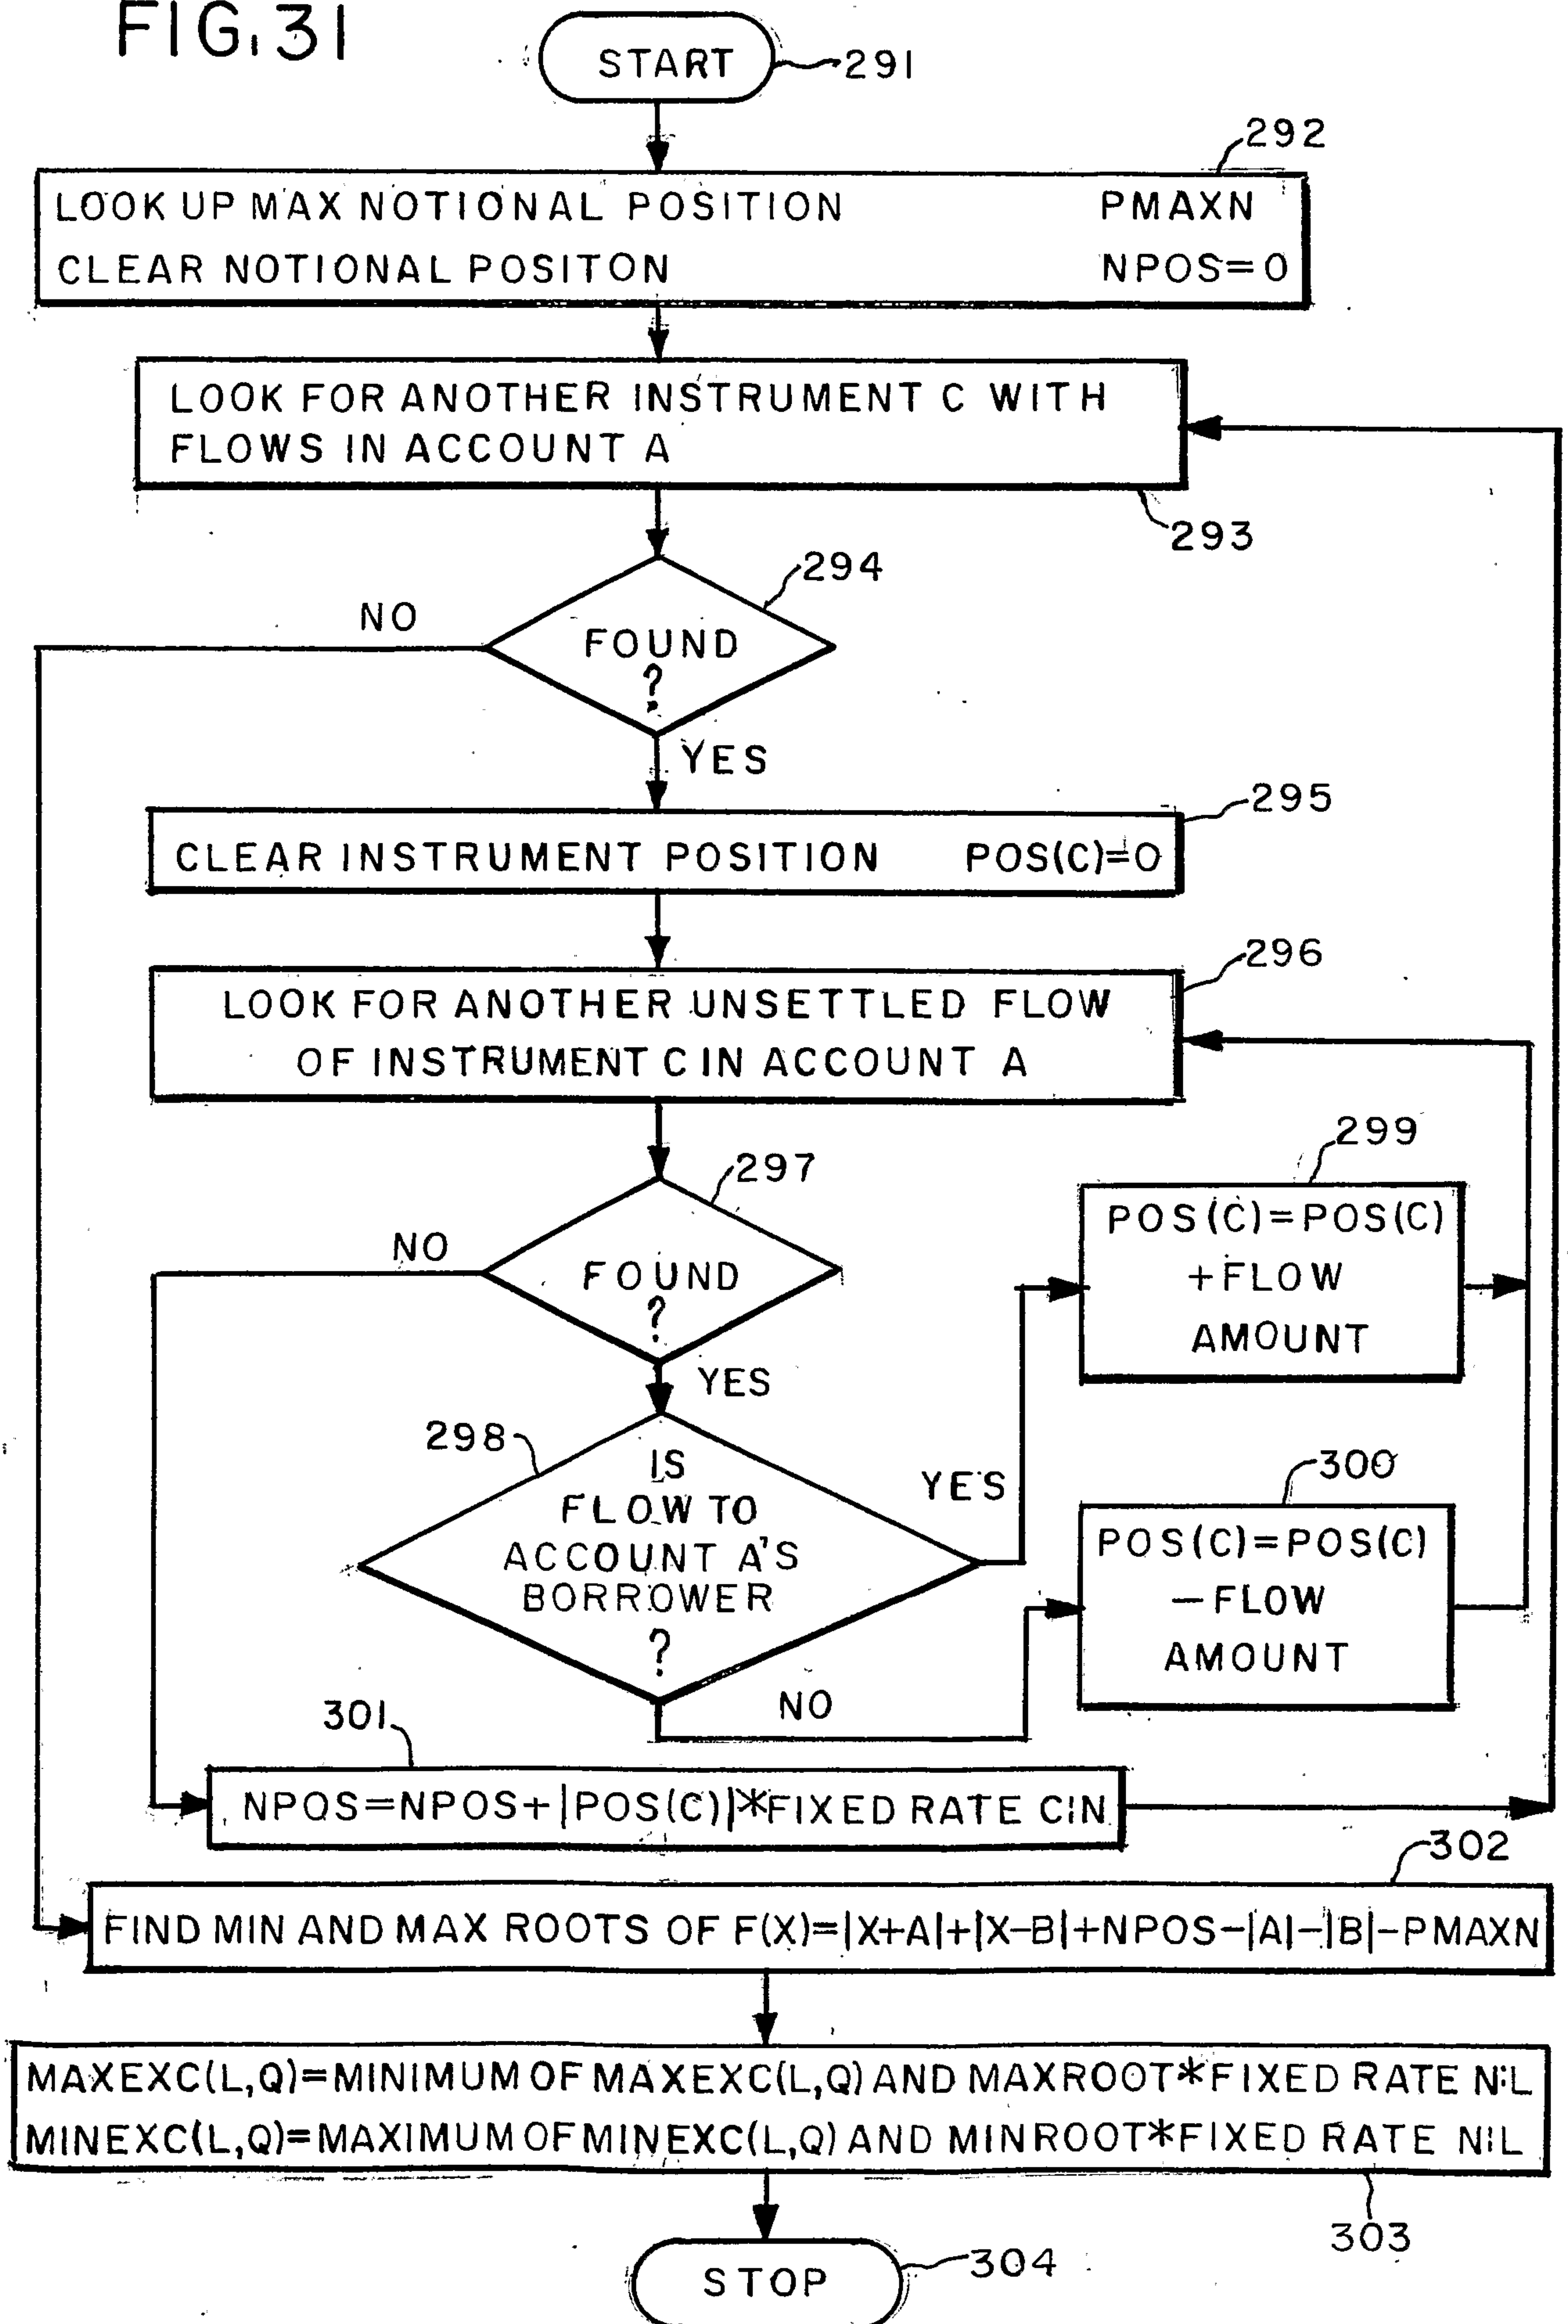 FIG. 31
START
291
292
LOOK UP MAX NOTIONAL POSITION PMAXN
CLEAR NOTIONAL POSITON NPOS=0
LOOK FOR ANOTHER INSTRUMENT C WITH
FLOWS IN ACCOUNT A
293
294
NO
FOUND
?
YES
295
CLEAR INSTRUMENT POSITION POS(C)=0
296
LOOK FOR ANOTHER UNSETTLED FLOW
OF INSTRUMENT C IN ACCOUNT A
297
NO
FOUND
?
YES
299
POS(C)=POS(C)
+FLOW
AMOUNT
298
IS
FLOW TO
ACCOUNT A'S
BORROWER
?
YES
NO
300
POS(C)=POS(C)
—FLOW
AMOUNT
301
NPOS=NPOS+|POS(C)|*FIXED RATE C:N
302
FIND MIN AND MAX ROOTS OF F(X)=|X+A|+|X-B|+NPOS-|A|-|B|-PMAXN
MAXEXC(L,Q)=MINIMUM OF MAXEXC(L,Q) AND MAXROOT*FIXED RATE N:L
MINEXC(L,Q)=MAXIMUM OF MINEXC(L,Q) AND MINROOT*FIXED RATE N:L
303
STOP
304